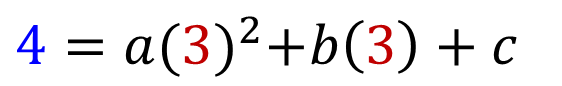 4 = a(3)²+b(3) + c